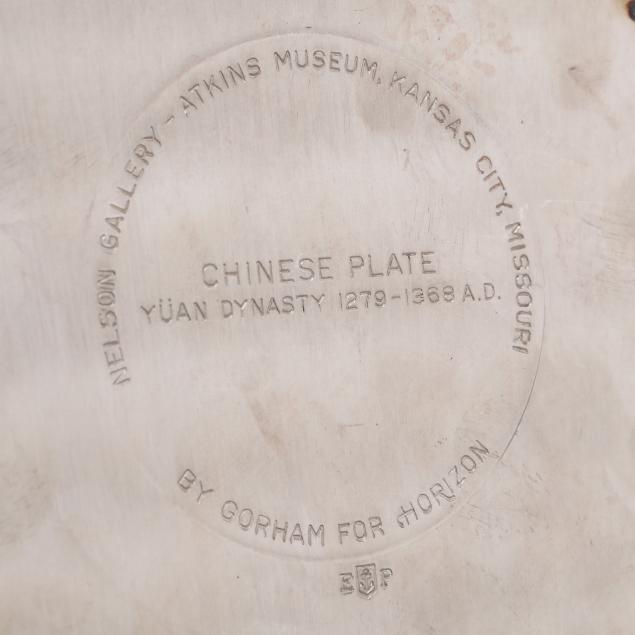 NELSON GALLERY - ATKINS MUSEUM, KANSAS CITY, MISSOURI
CHINESE PLATE
YÜAN DYNASTY 1279-1368 A.D.
BY GORHAM FOR HORIZON
E P